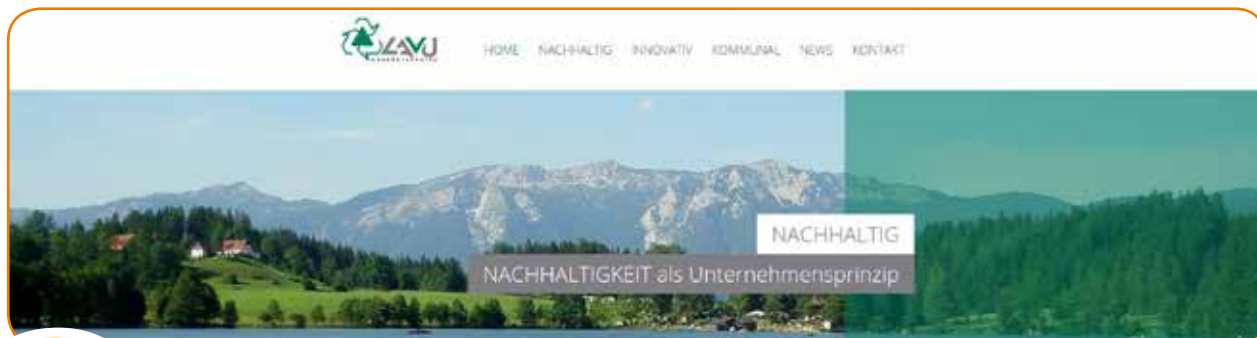 LAVU
HOME NACHHALTIG INNOVATIV KOMMUNAL NEWS KONTAKT
NACHHALTIG
NACHHALTIGKEIT als Unternehmensprinzip